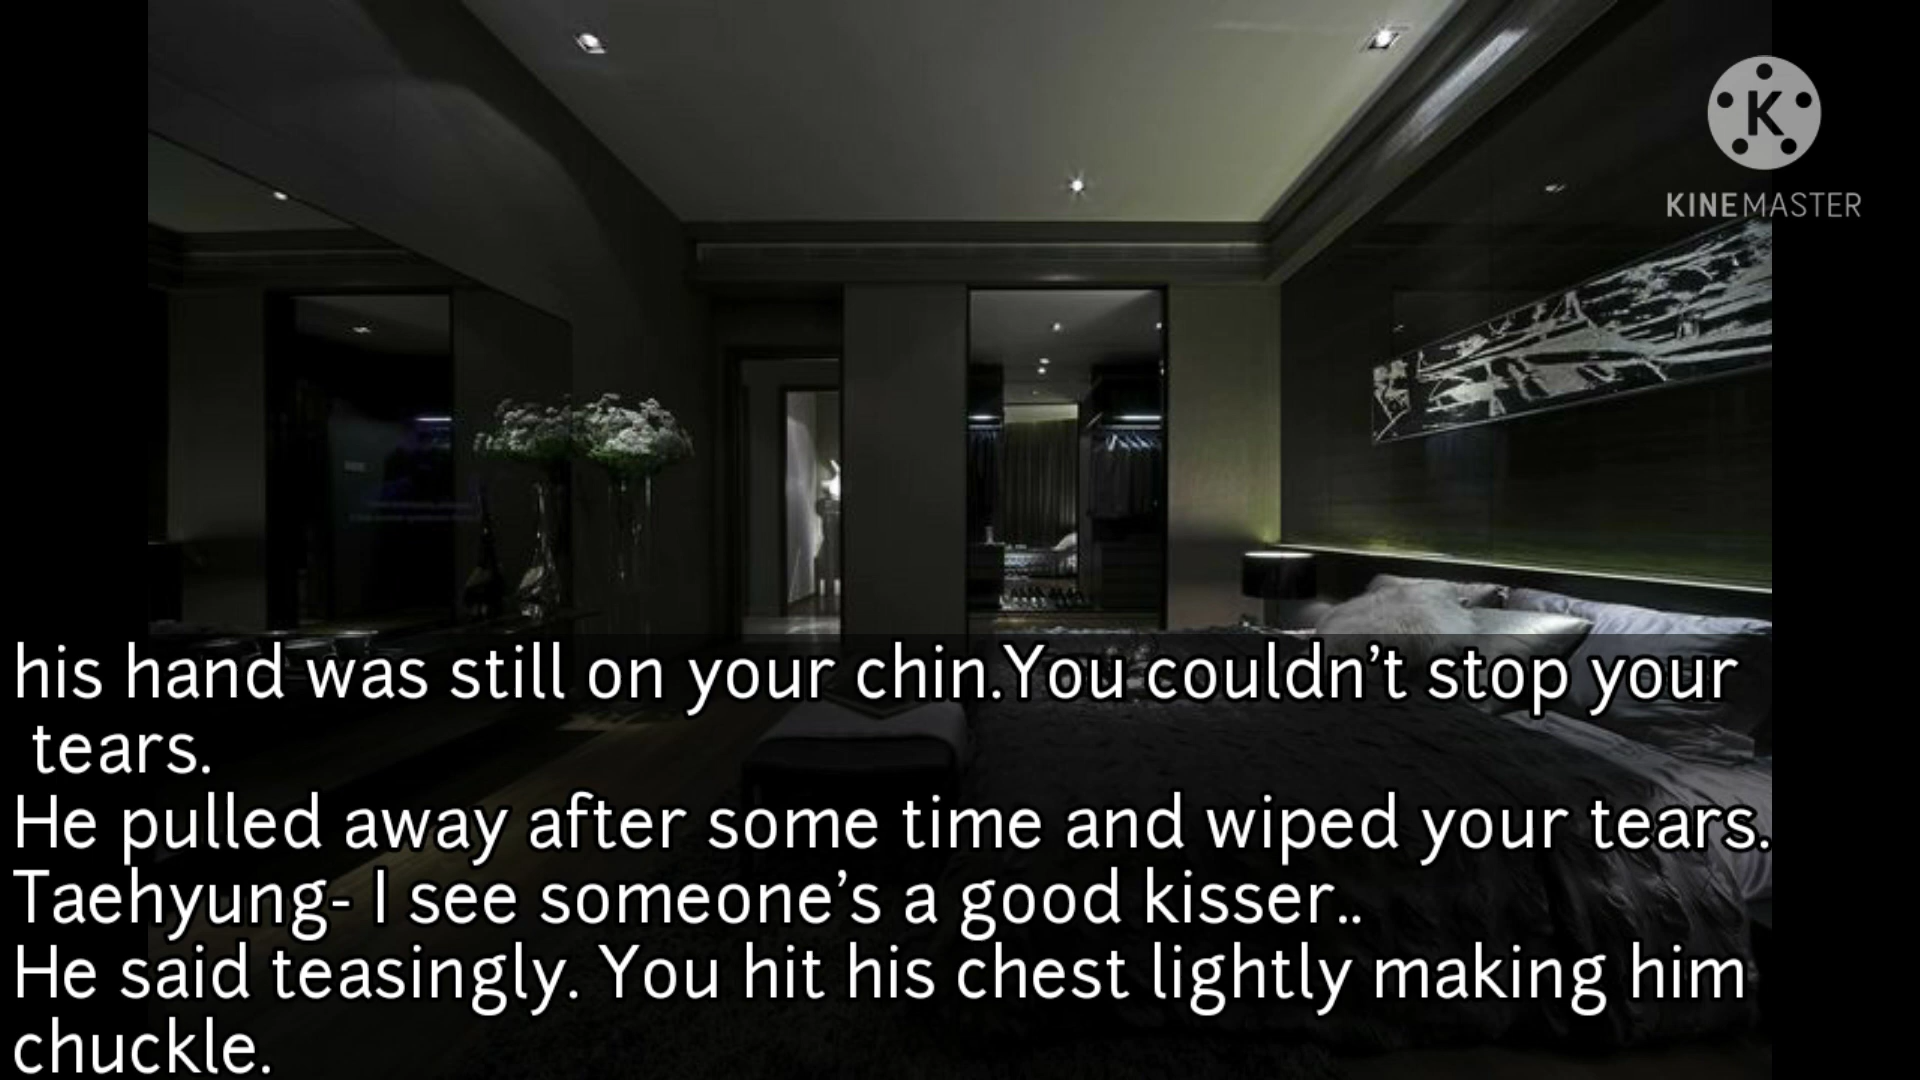 K
KINEMASTER
his hand was still on your chin.You couldn't stop your
tears.
He pulled away after some time and wiped your tears.
Taehyung- I see someone's a good kisser..
He said teasingly. You hit his chest lightly making him
chuckle.